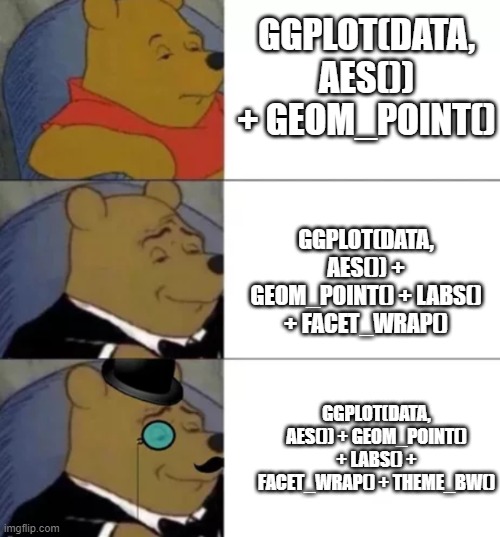 GGPLOT(DATA,
AES())
+ GEOM_POINT()
GGPLOT(DATA,
AES()) +
GEOM_POINT() + LABS()
+ FACET_WRAP()
GGPLOT(DATA,
AES()) + GEOM_POINT()
+ LABS() +
FACET_WRAP() + THEME_BW()
imgflip.com